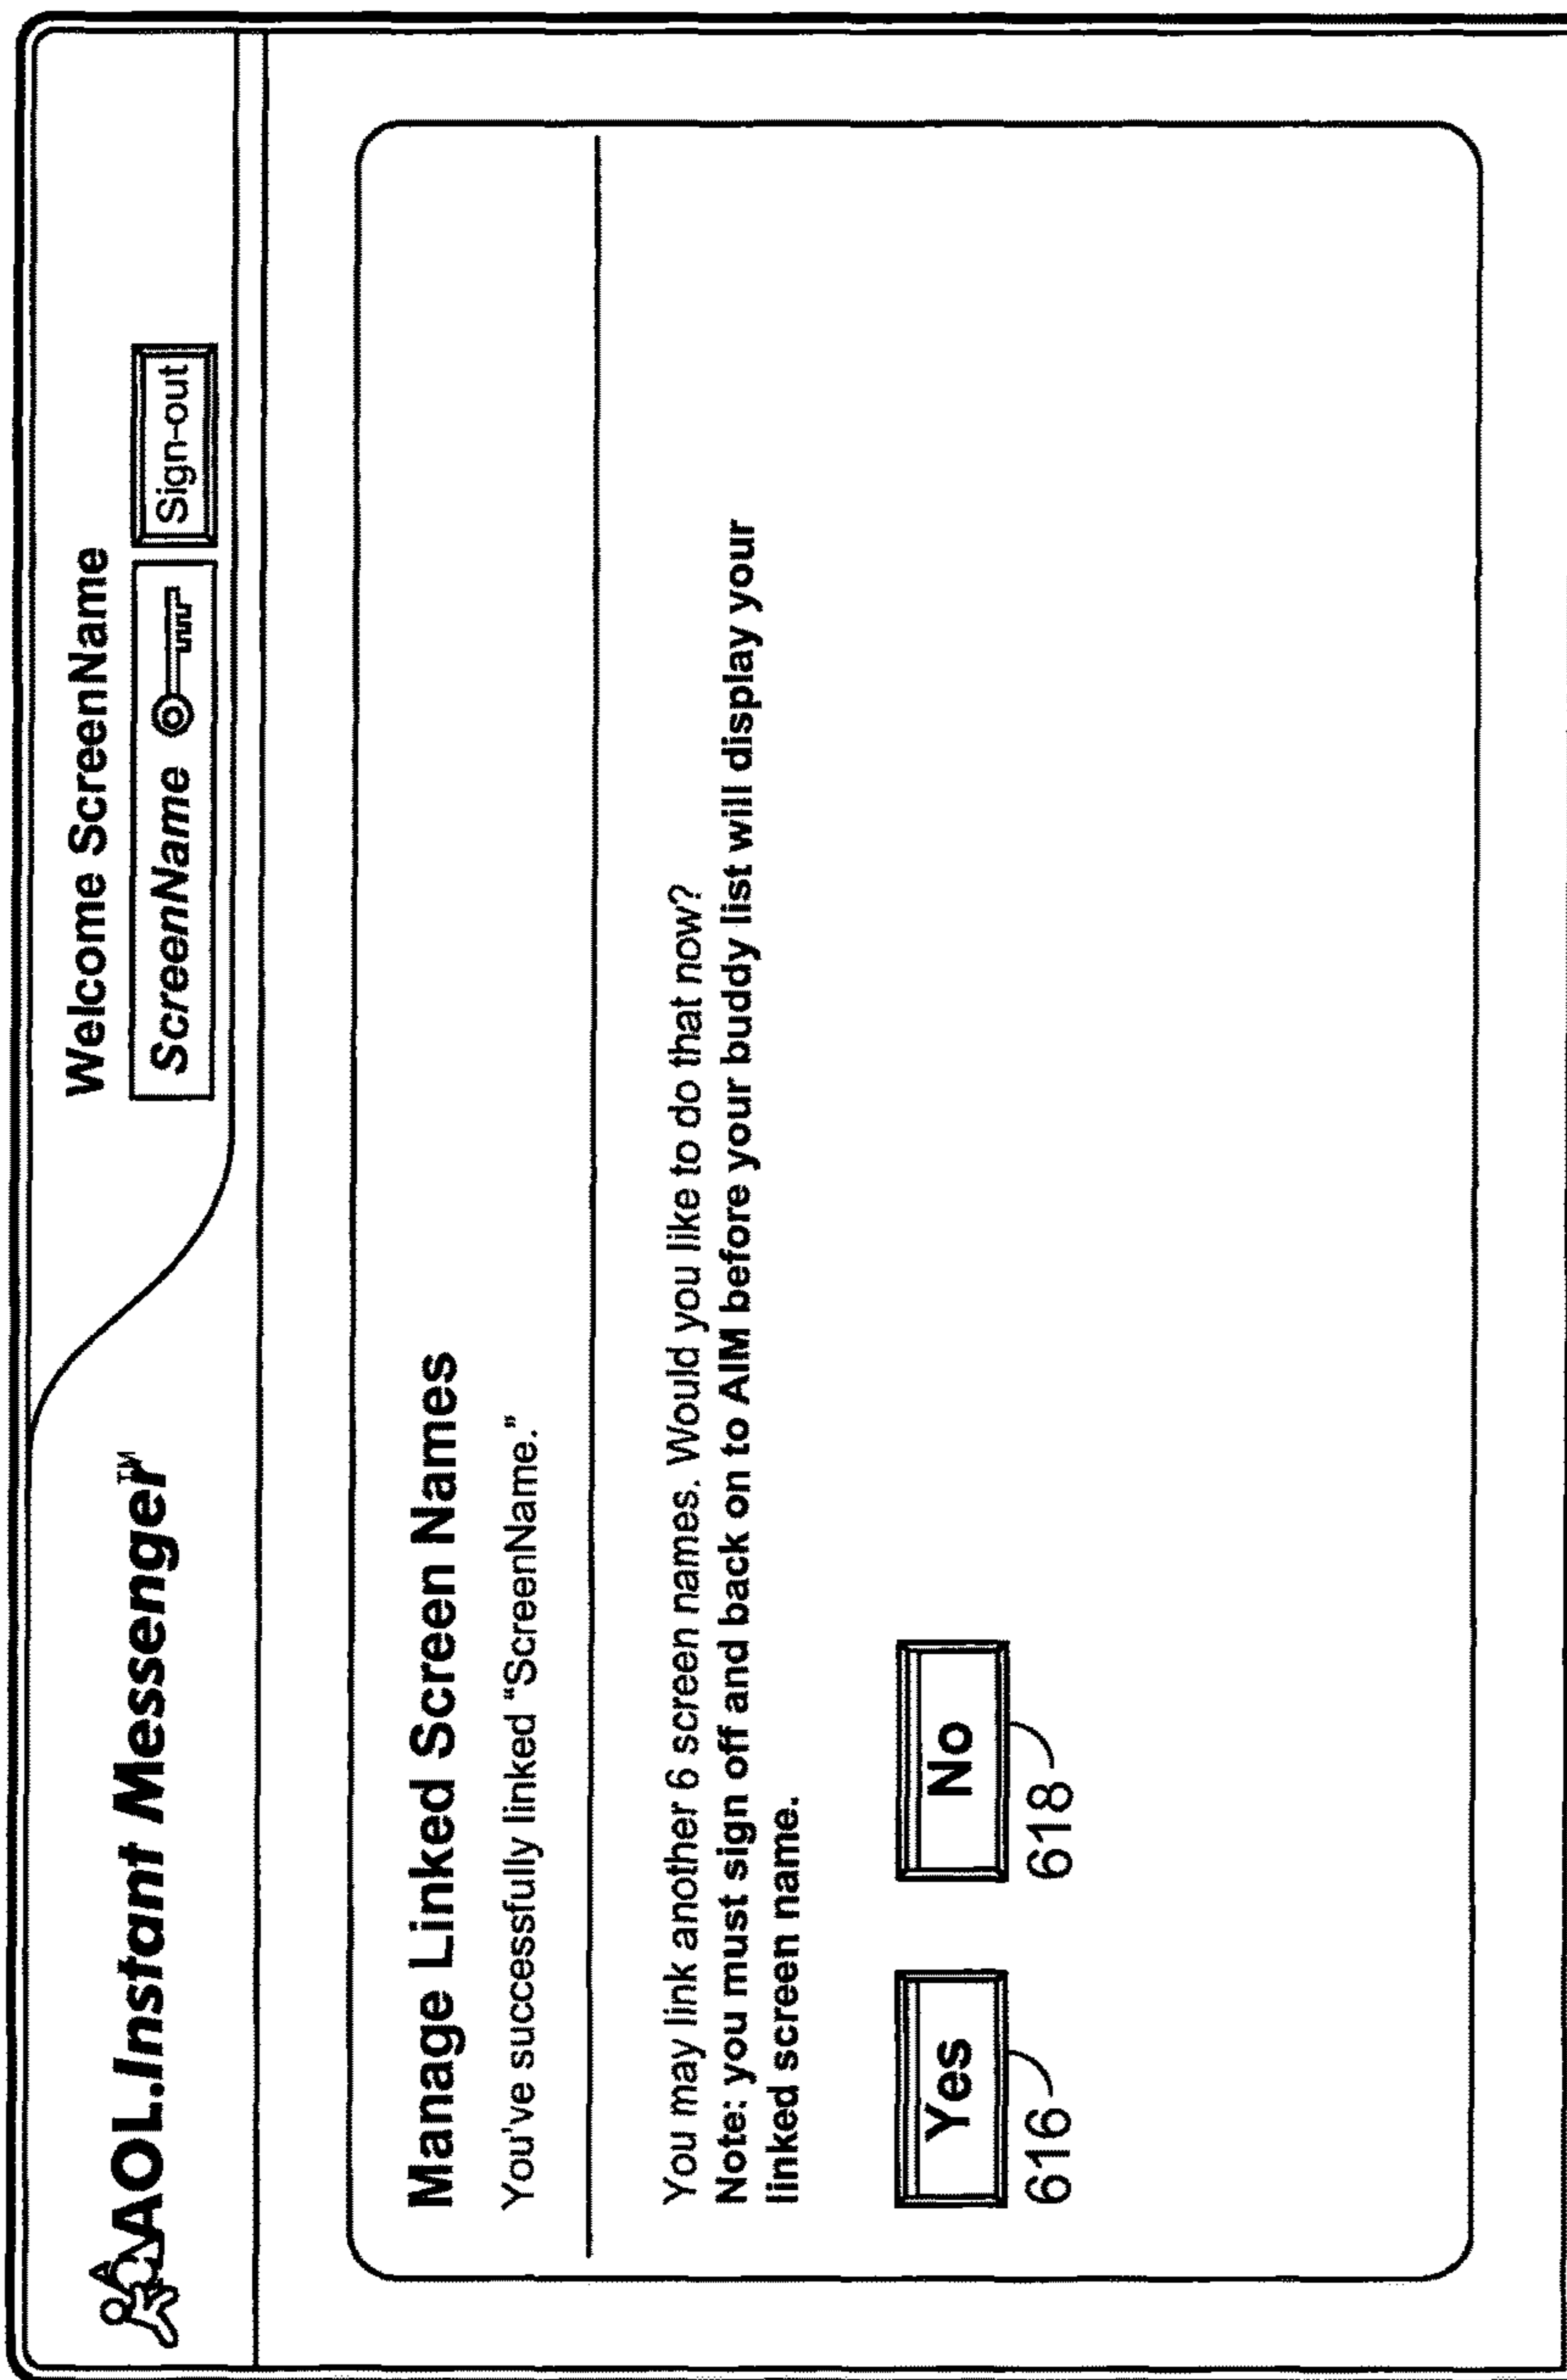 AOL.Instant Messenger™
Welcome ScreenName
ScreenName
Sign-out
Manage Linked Screen Names
You've successfully linked “ScreenName.”
You may link another 6 screen names. Would you like to do that now?
Note: you must sign off and back on to AIM before your buddy list will display your
linked screen name.
Yes
No
616
618